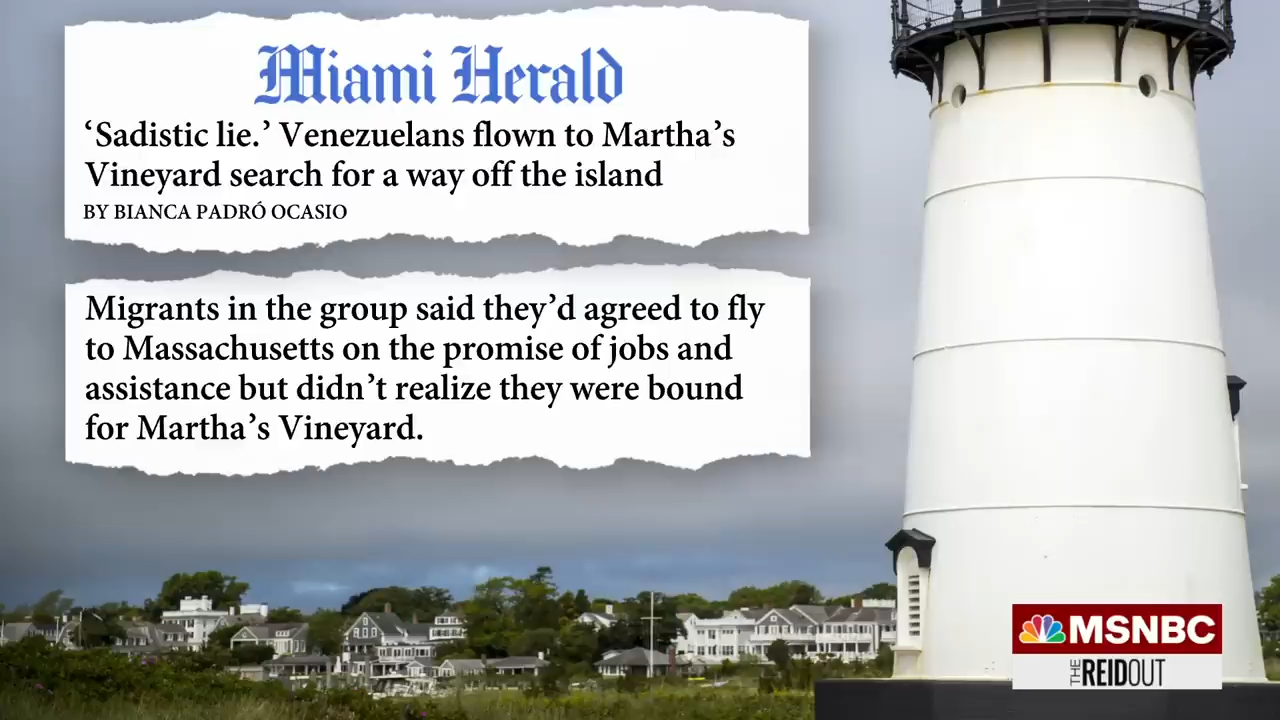 Miami Herald
‘Sadistic lie.’ Venezuelans flown to Martha’s
Vineyard search for a way off the island
BY BIANCA PADRÓ OCASIO
Migrants in the group said they’d agreed to fly
to Massachusetts on the promise of jobs and
assistance but didn’t realize they were bound
for Martha’s Vineyard.
MSNBC
THE REIDOUT